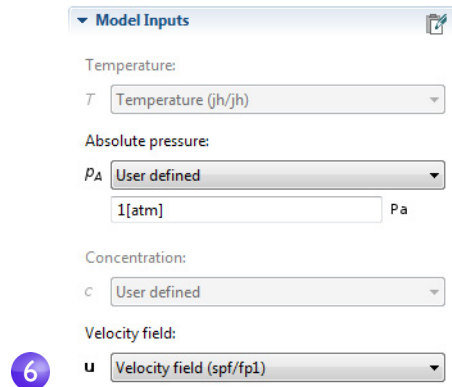 Model Inputs
Temperature:
T Temperature (jh/jh)
Absolute pressure:
pA User defined
1[atm] Pa
Concentration:
c User defined
Velocity field:
6 u Velocity field (spf/fp1)